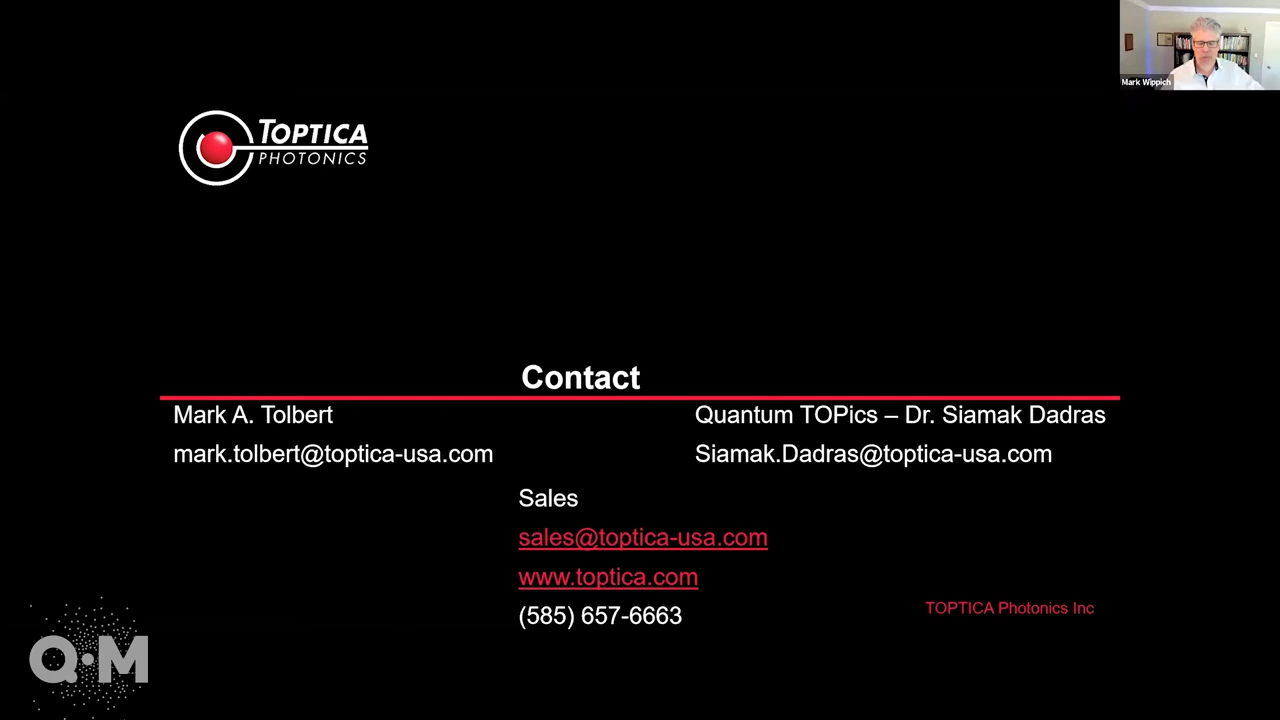 Mark Wippich
TOPTICA
PHOTONICS
Contact
Mark A. Tolbert
mark.tolbert@toptica-usa.com
Quantum TOPics – Dr. Siamak Dadras
Siamak.Dadras@toptica-usa.com
Sales
sales@toptica-usa.com
www.toptica.com
(585) 657-6663
TOPTICA Photonics Inc
Q·M